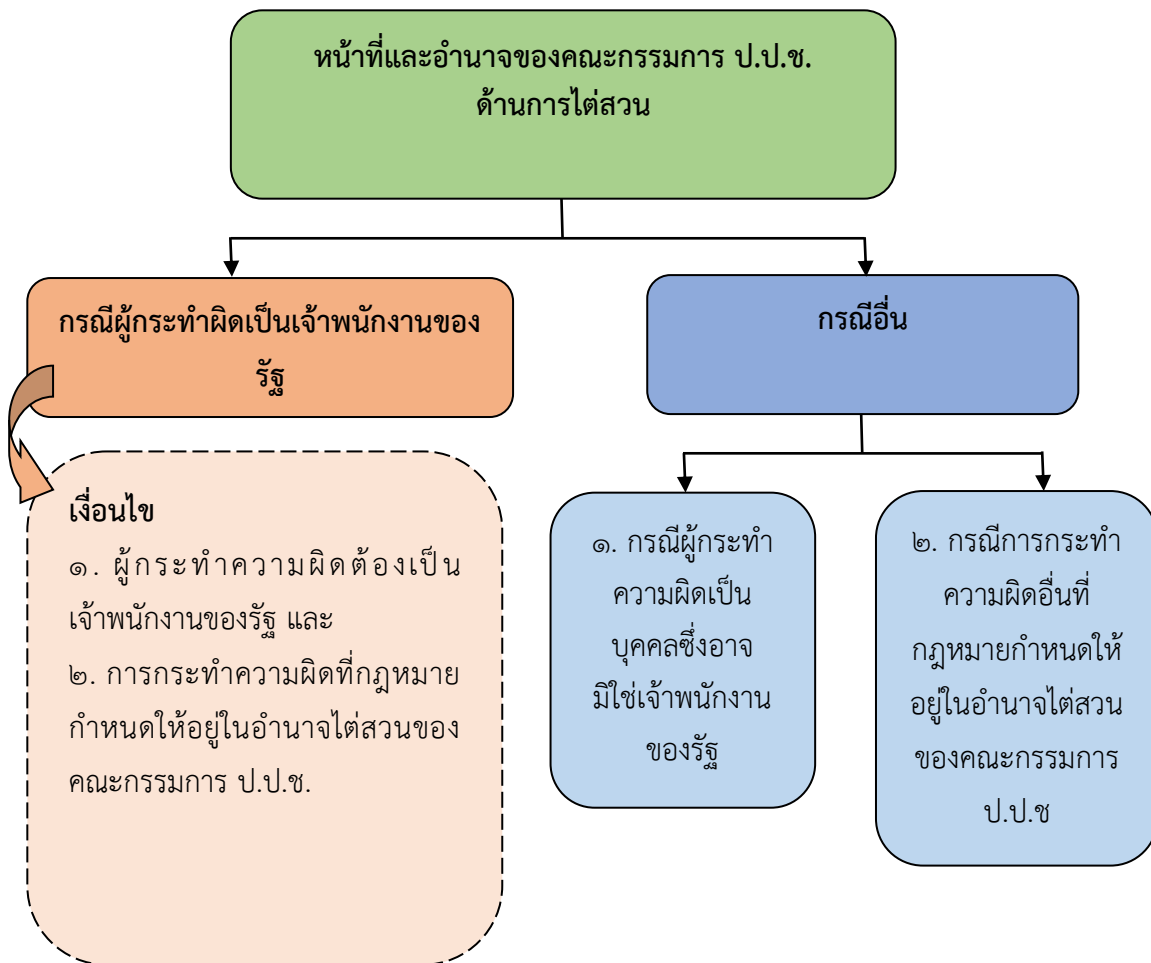 หน้าที่และอำนาจของคณะกรรมการ ป.ป.ช.
ด้านการไต่สวน
กรณีผู้กระทำผิดเป็นเจ้าพนักงานของ
รัฐ
กรณีอื่น
เงื่อนไข
๑. ผู้กระทำความผิดต้องเป็น
เจ้าพนักงานของรัฐ และ
๒. การกระทำความผิดที่กฎหมาย
กำหนดให้อยู่ในอำนาจไต่สวนของ
คณะกรรมการ ป.ป.ช.
๑. กรณีผู้กระทำ
ความผิดเป็น
บุคคลซึ่งอาจ
มิใช่เจ้าพนักงาน
ของรัฐ
๒. กรณีการกระทำ
ความผิดอื่นที่
กฎหมายกำหนดให้
อยู่ในอำนาจไต่สวน
ของคณะกรรมการ
ป.ป.ช